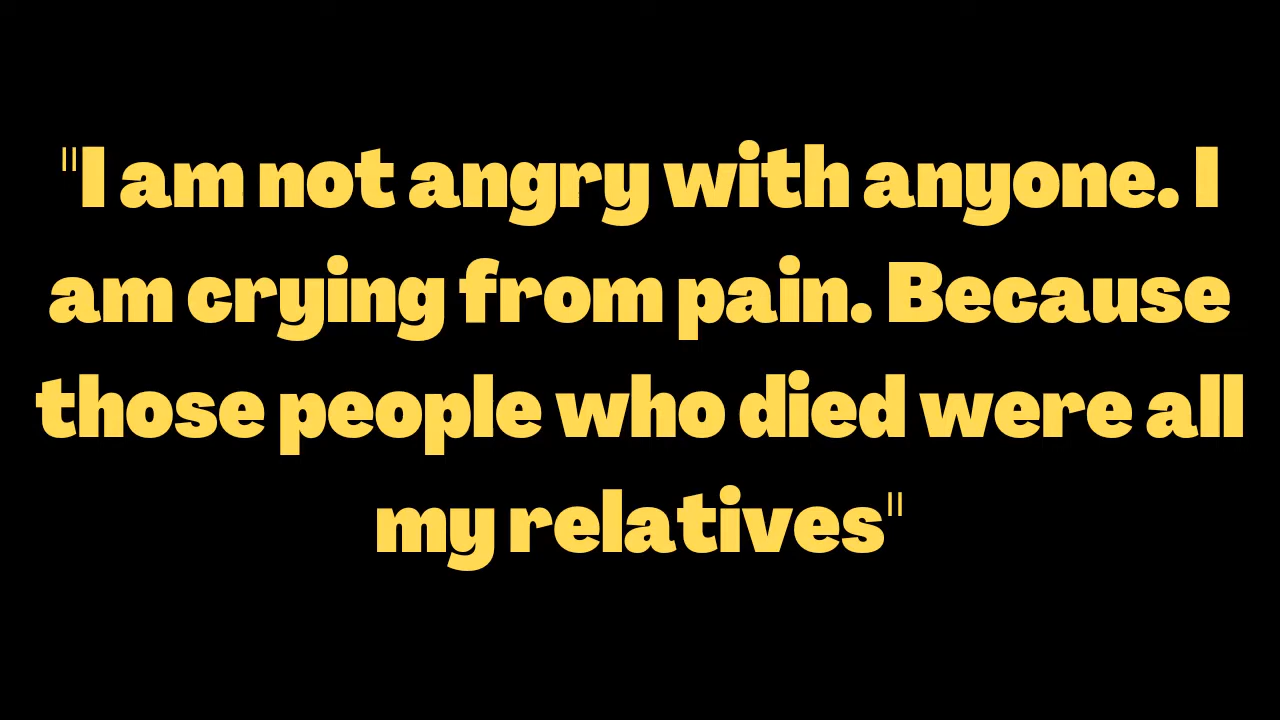 "I am not angry with anyone. I
am crying from pain. Because
those people who died were all
my relatives"